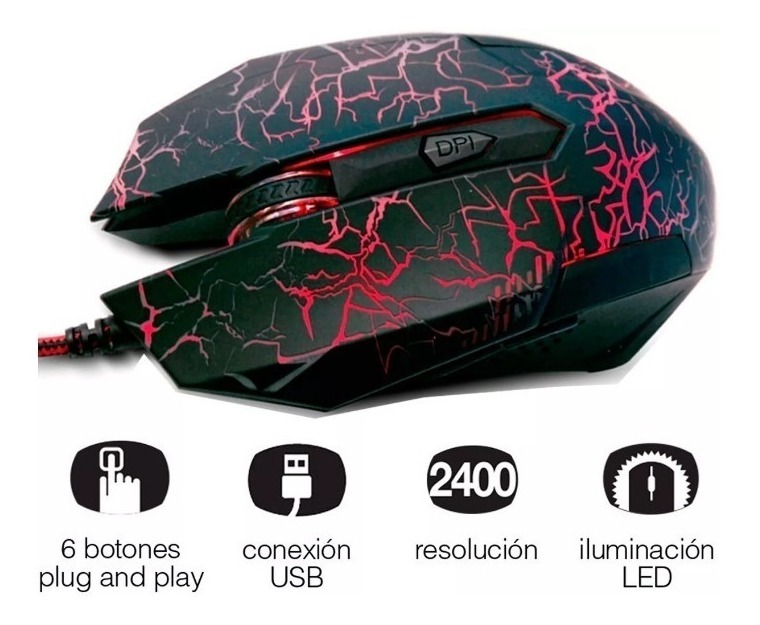 DPI
2400
6 botones
plug and play
conexión
USB
resolución
iluminación
LED